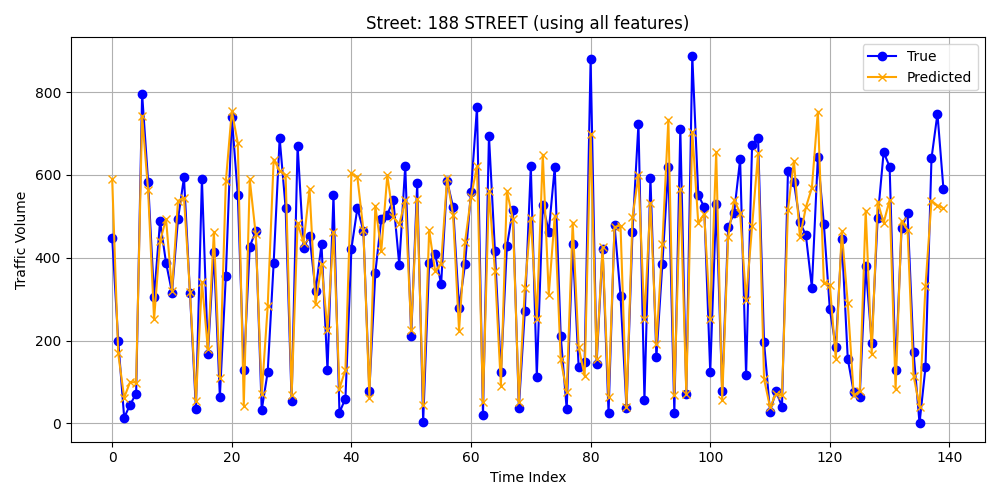 Street: 188 STREET (using all features)
True
Predicted
Traffic Volume
800
600
400
200
0
0 20 40 60 80 100 120 140
Time Index